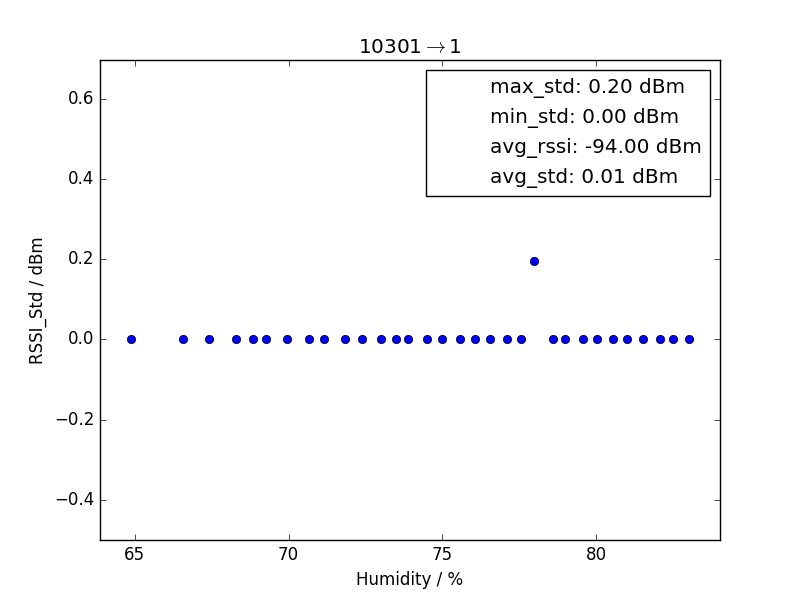 10301→1
max_std: 0.20 dBm
min_std: 0.00 dBm
avg_rssi: -94.00 dBm
avg_std: 0.01 dBm
RSSI_Std / dBm
0.6
0.4
0.2
0.0
−0.2
−0.4
65 70 75 80
Humidity / %